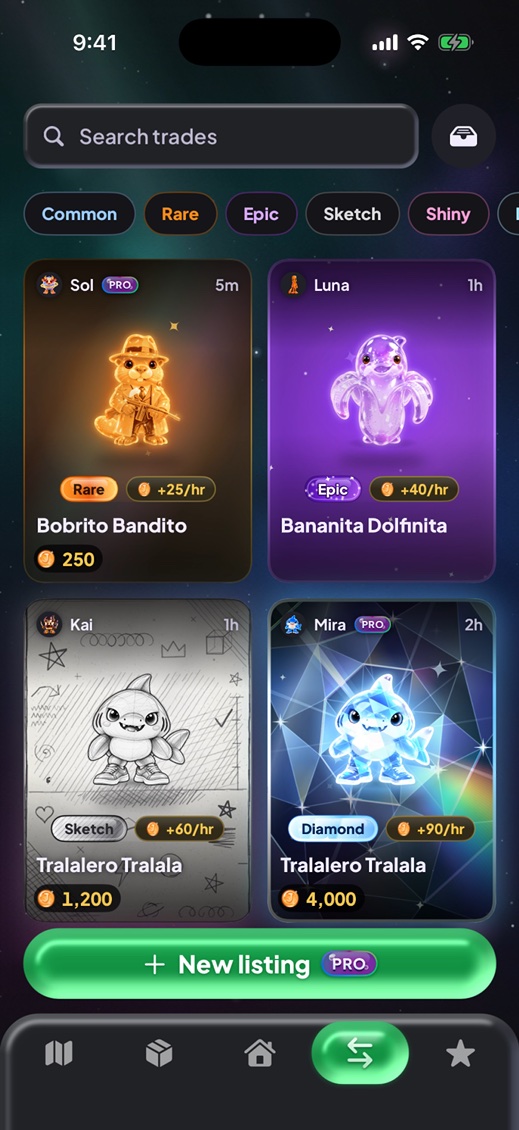 9:41
Search trades
Common Rare Epic Sketch Shiny
Sol PRO 5m
Rare +25/hr
Bobrito Bandito
250
Luna 1h
Epic +40/hr
Bananita Dolfinita
Kai 1h
Sketch +60/hr
Tralalero Tralala
1,200
Mira PRO 2h
Diamond +90/hr
Tralalero Tralala
4,000
+ New listing PRO